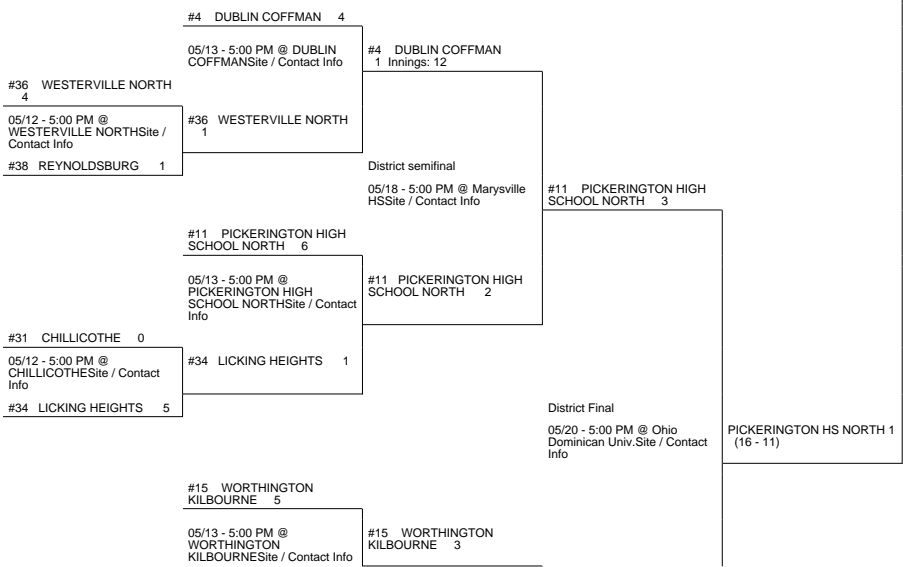 #4 DUBLIN COFFMAN 4
05/13 - 5:00 PM @ DUBLIN
COFFMANSite / Contact Info
#4 DUBLIN COFFMAN
1 Innings: 12
#36 WESTERVILLE NORTH
4
05/12 - 5:00 PM @
WESTERVILLE NORTHSite /
Contact Info
#36 WESTERVILLE NORTH
1
#38 REYNOLDSBURG 1
District semifinal
05/18 - 5:00 PM @ Marysville
HSSite / Contact Info
#11 PICKERINGTON HIGH
SCHOOL NORTH 3
#11 PICKERINGTON HIGH
SCHOOL NORTH 6
05/13 - 5:00 PM @
PICKERINGTON HIGH
SCHOOL NORTHSite / Contact
Info
#11 PICKERINGTON HIGH
SCHOOL NORTH 2
#31 CHILLICOTHE 0
05/12 - 5:00 PM @
CHILLICOTHESite / Contact
Info
#34 LICKING HEIGHTS 1
#34 LICKING HEIGHTS 5
District Final
05/20 - 5:00 PM @ Ohio
Dominican Univ.Site / Contact
Info
PICKERINGTON HS NORTH 1
(16 - 11)
#15 WORTHINGTON
KILBOURNE 5
05/13 - 5:00 PM @
WORTHINGTON
KILBOURNESite / Contact Info
#15 WORTHINGTON
KILBOURNE 3